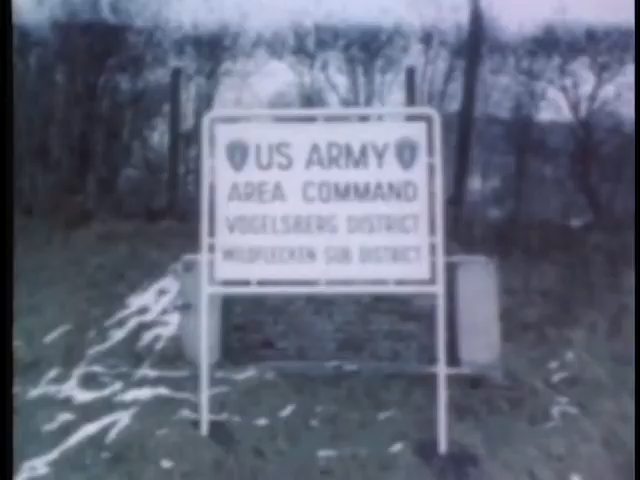 US ARMY
AREA COMMAND
VOGELSBERG DISTRICT
WILDFLECKEN SUB DISTRICT